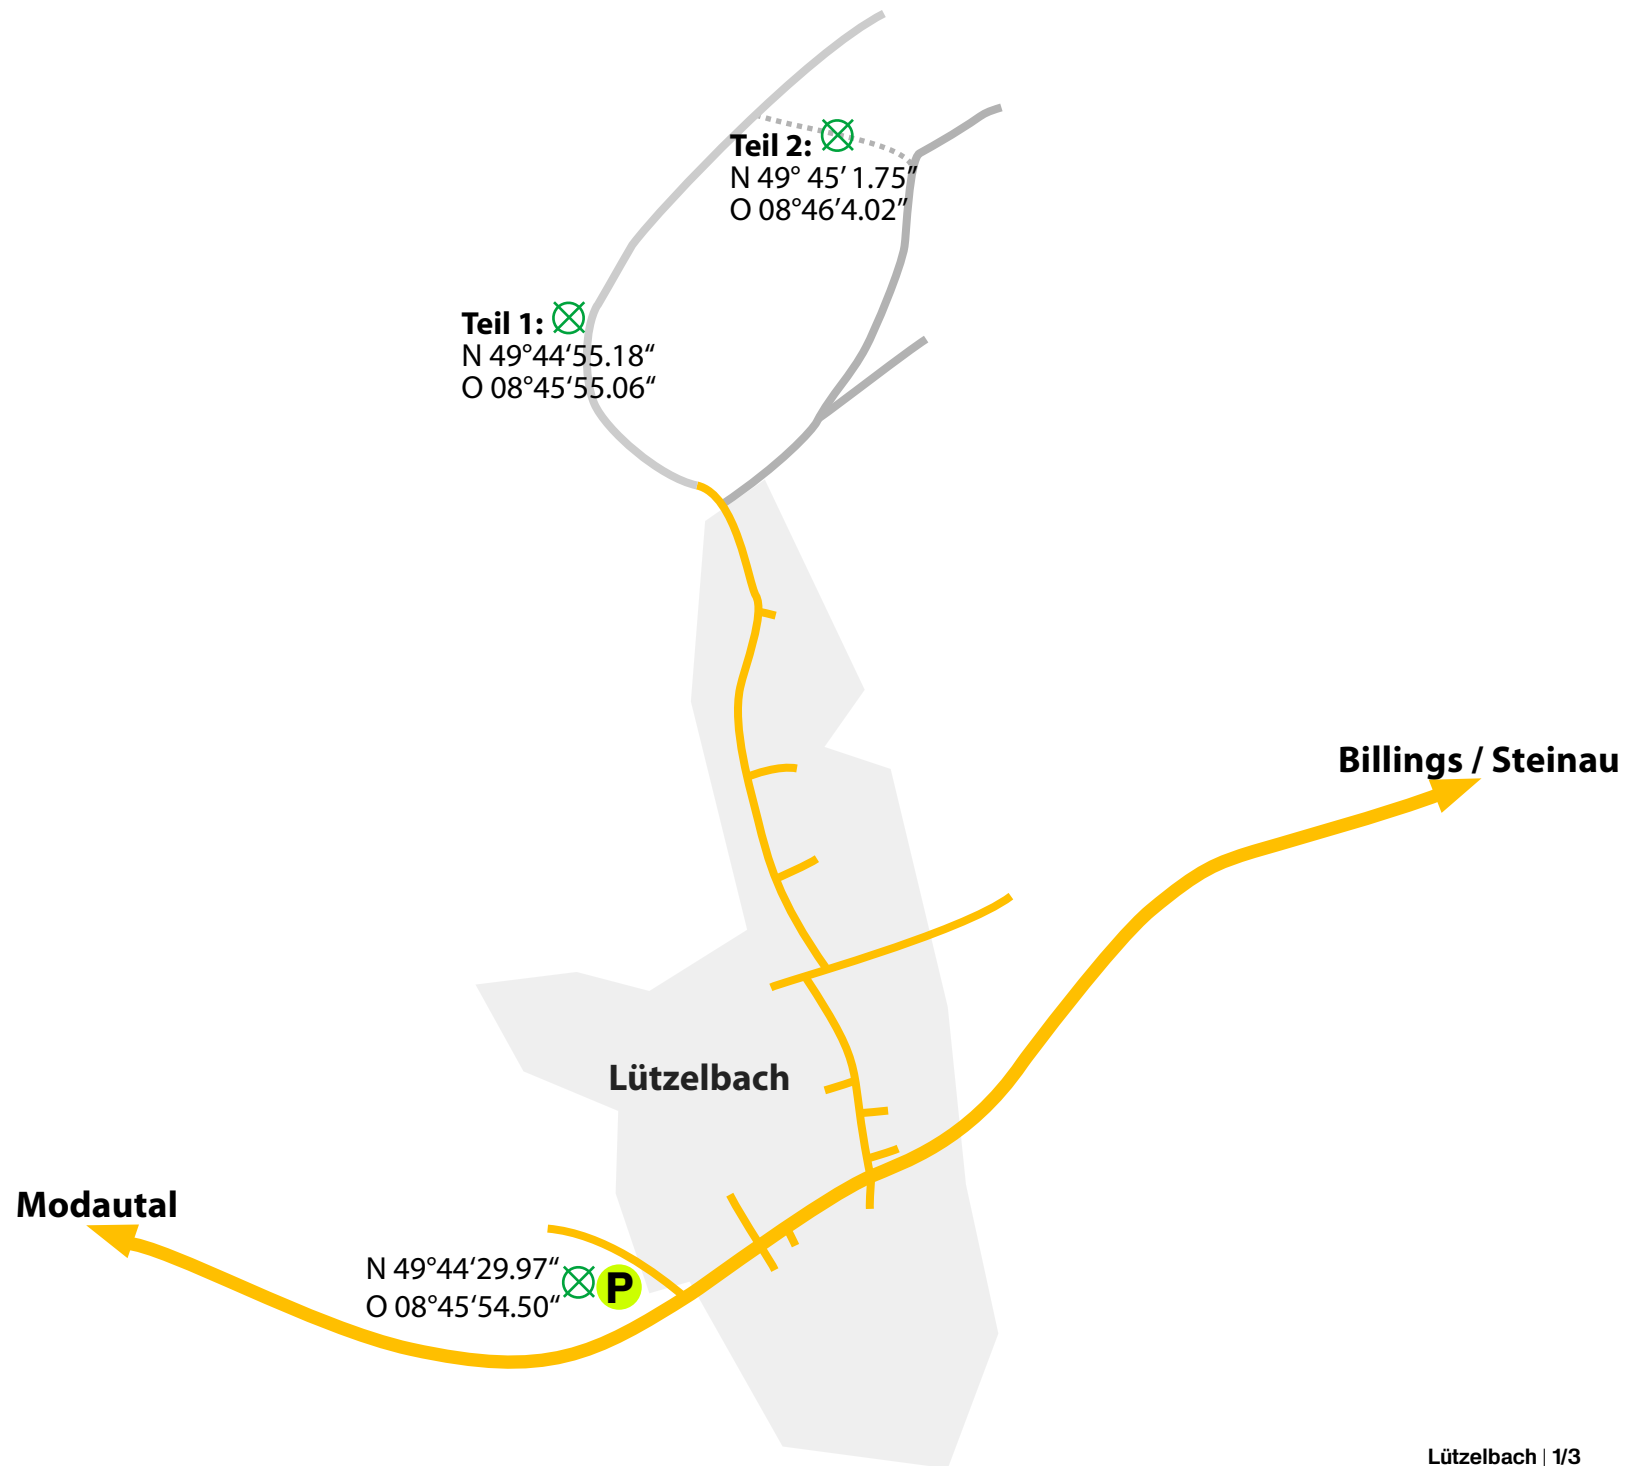 Teil 2:
N 49° 45’ 1.75”
O 08°46’4.02”
Teil 1:
N 49°44‘55.18“
O 08°45‘55.06“
Billings / Steinau
Lützelbach
Modautal
N 49°44‘29.97“
O 08°45‘54.50“
P
Lützelbach | 1/3